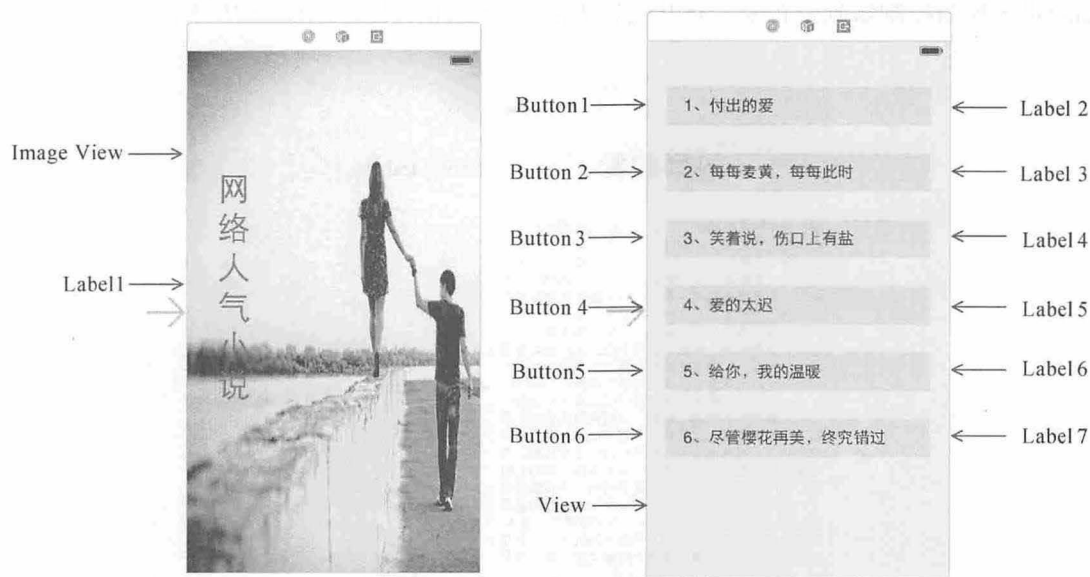 Image View
Label1
网络人气小说
Button1
1、付出的爱
Label 2
Button 2
2、每每麦黄，每每此时
Label 3
Button 3
3、笑着说，伤口上有盐
Label 4
Button 4
4、爱的太迟
Label 5
Button5
5、给你，我的温暖
Label 6
Button 6
6、尽管樱花再美，终究错过
Label 7
View